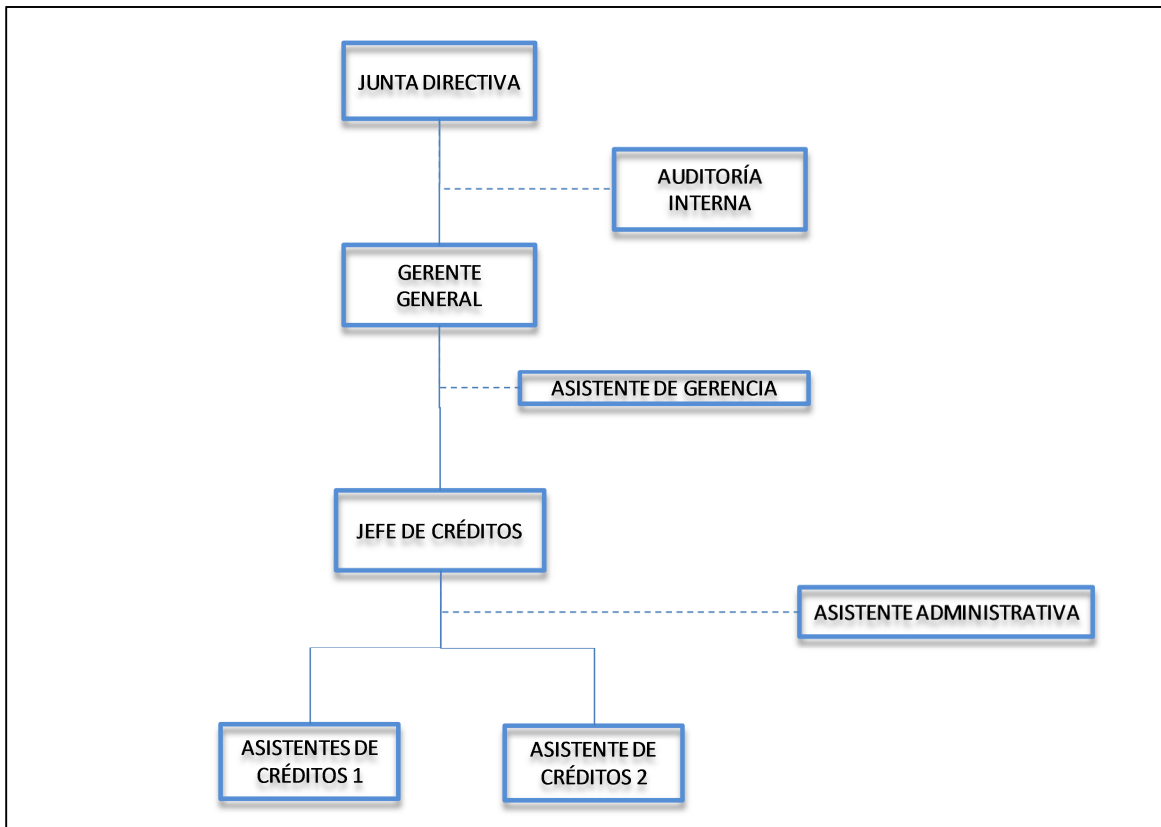 JUNTA DIRECTIVA
AUDITORÍA
INTERNA
GERENTE
GENERAL
ASISTENTE DE GERENCIA
JEFE DE CRÉDITOS
ASISTENTE ADMINISTRATIVA
ASISTENTES DE
CRÉDITOS 1
ASISTENTE DE
CRÉDITOS 2